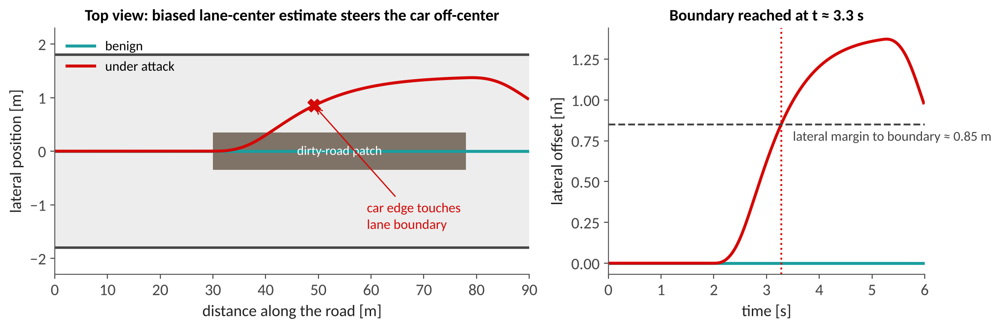 Top view: biased lane-center estimate steers the car off-center
lateral position [m]
2
1
0
−1
−2
benign
under attack
dirty-road patch
car edge touches
lane boundary
0 10 20 30 40 50 60 70 80 90
distance along the road [m]
Boundary reached at t ≈ 3.3 s
lateral offset [m]
1.25
1.00
0.75
0.50
0.25
0.00
lateral margin to boundary ≈ 0.85 m
0 1 2 3 4 5 6
time [s]